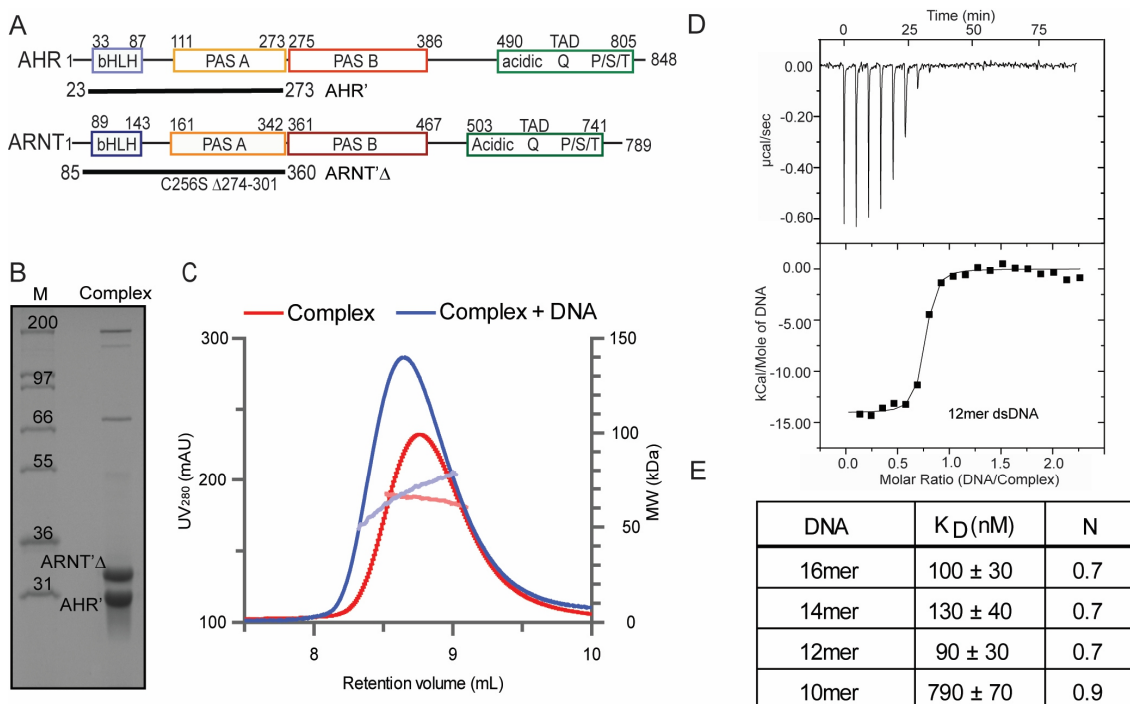 A
33 87 111 273 275 386 490 TAD 805
AHR 1 bHLH PAS A PAS B acidic Q P/S/T 848
23 273 AHR'
89 143 161 342 361 467 503 TAD 741
ARNT 1 bHLH PAS A PAS B Acidic Q P/S/T 789
85 C256S Δ274-301 360 ARNT'Δ
B
M Complex
200
97
66
55
36
ARNT'Δ
31
AHR'
C
Complex Complex + DNA
300 150
200 100
50
100 0
8 9 10
UV280 (mAU)
MW (kDa)
Retention volume (mL)
D
Time (min)
0 25 50 75
0.00
-0.20
-0.40
-0.60
µcal/sec
0.00
-5.00
-10.00
-15.00
kCal/Mole of DNA
12mer dsDNA
0.0 0.5 1.0 1.5 2.0
Molar Ratio (DNA/Complex)
E
DNA KD (nM) N
16mer 100 ± 30 0.7
14mer 130 ± 40 0.7
12mer 90 ± 30 0.7
10mer 790 ± 70 0.9